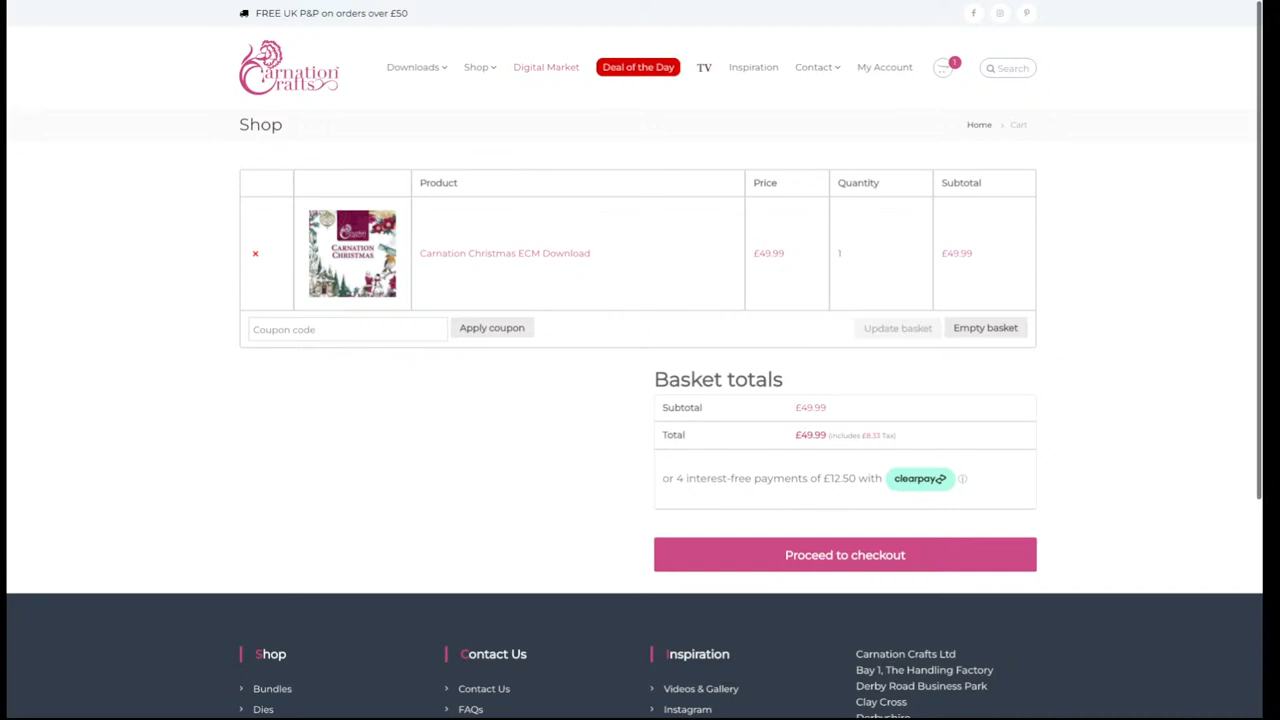 FREE UK P&P on orders over £50
Carnation Crafts
Downloads Shop Digital Market Deal of the Day TV Inspiration Contact My Account 1 Search
Shop
Home > Cart
Product Price Quantity Subtotal
× Carnation Christmas ECM Download £49.99 1 £49.99
CARNATION
CHRISTMAS
Coupon code Apply coupon Update basket Empty basket
Basket totals
Subtotal £49.99
Total £49.99 (includes £8.33 Tax)
or 4 interest-free payments of £12.50 with clearpay
Proceed to checkout
Shop Contact Us Inspiration
Carnation Crafts Ltd
Bay 1, The Handling Factory
Derby Road Business Park
Clay Cross
Derbyshire
Bundles Contact Us Videos & Gallery
Dies FAQs Instagram